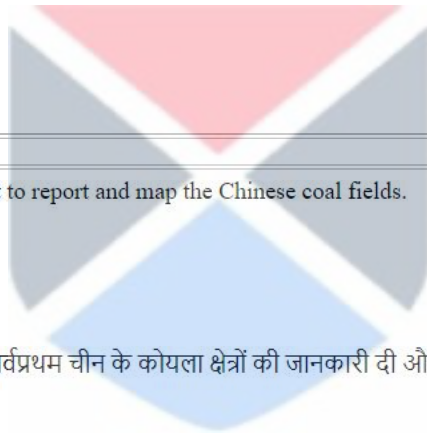 to report and map the Chinese coal fields.
र्वप्रथम चीन के कोयला क्षेत्रों की जानकारी दी औ